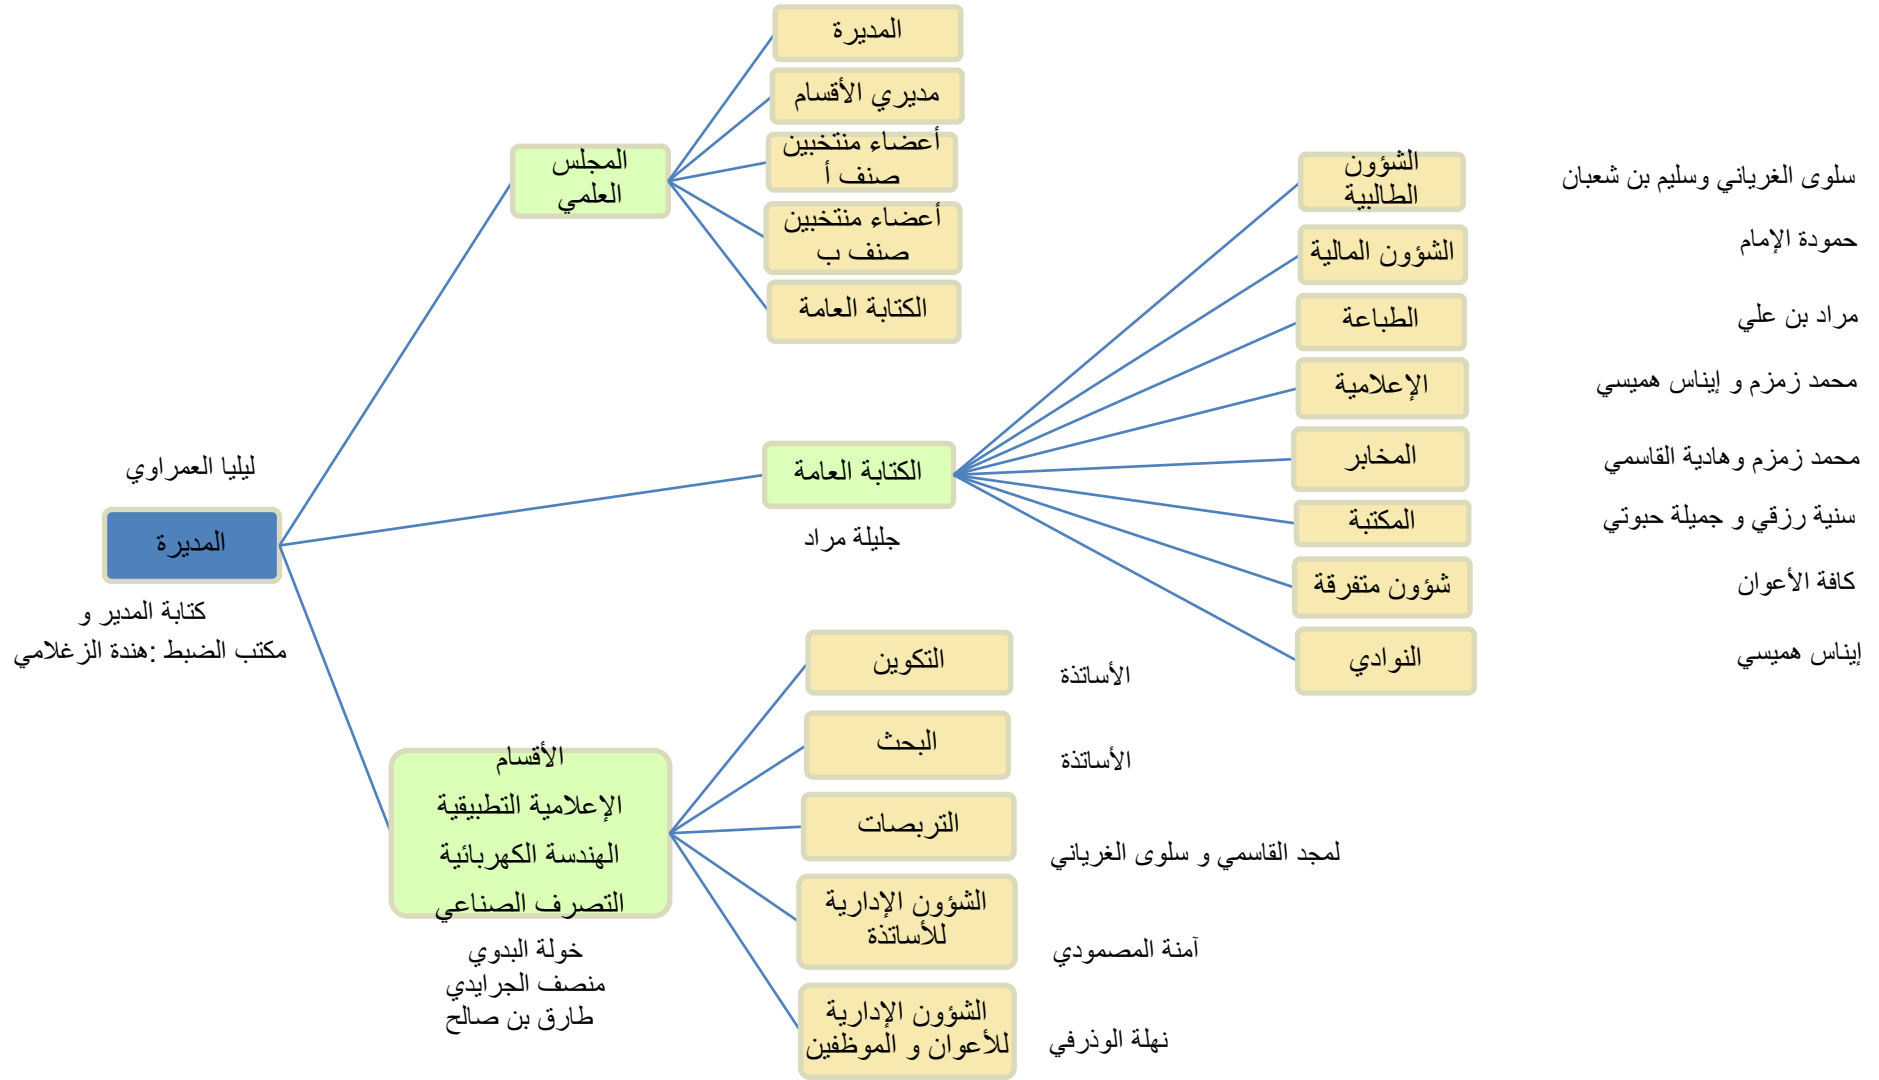 ليليا العمراوي
المديرة
كتابة المدير و
مكتب الضبط :هندة الزغلامي
المجلس
العلمي
المديرة
مديري الأقسام
أعضاء منتخبين
صنف أ
أعضاء منتخبين
صنف ب
الكتابة العامة
الكتابة العامة
جليلة مراد
الشؤون
الطالبية
سلوى الغرياني وسليم بن شعبان
الشؤون المالية
حمودة الإمام
الطباعة
مراد بن علي
الإعلامية
محمد زمزم و إيناس هميسي
المخابر
محمد زمزم وهادية القاسمي
المكتبة
سنية رزقي و جميلة حبوتي
شؤون متفرقة
كافة الأعوان
النوادي
إيناس هميسي
الأقسام
الإعلامية التطبيقية
الهندسة الكهربائية
التصرف الصناعي
خولة البدوي
منصف الجرايدي
طارق بن صالح
التكوين
الأساتذة
البحث
الأساتذة
التربصات
لمجد القاسمي و سلوى الغرياني
الشؤون الإدارية
للأساتذة
آمنة المصمودي
الشؤون الإدارية
للأعوان و الموظفين
نهلة الوذرفي